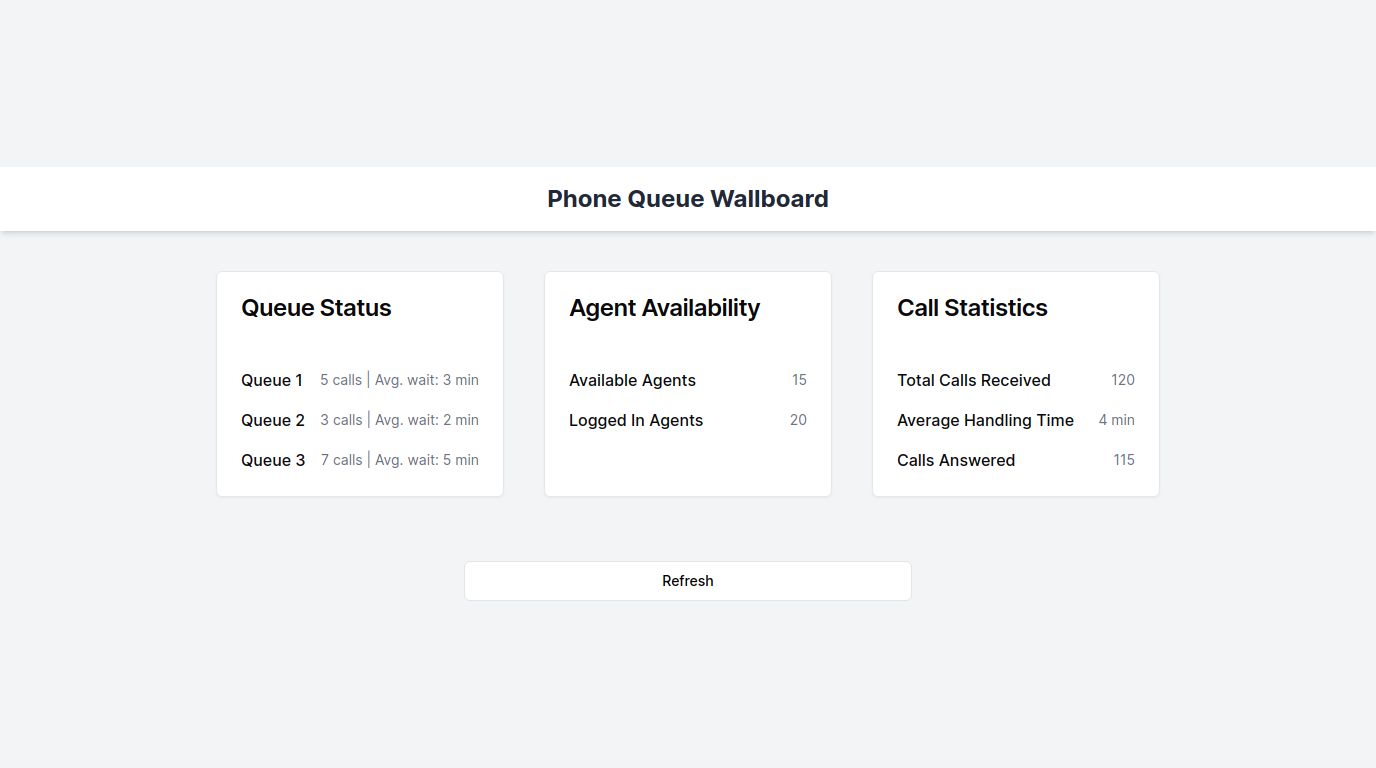 Phone Queue Wallboard
Queue Status
Queue 1 5 calls | Avg. wait: 3 min
Queue 2 3 calls | Avg. wait: 2 min
Queue 3 7 calls | Avg. wait: 5 min
Agent Availability
Available Agents 15
Logged In Agents 20
Call Statistics
Total Calls Received 120
Average Handling Time 4 min
Calls Answered 115
Refresh